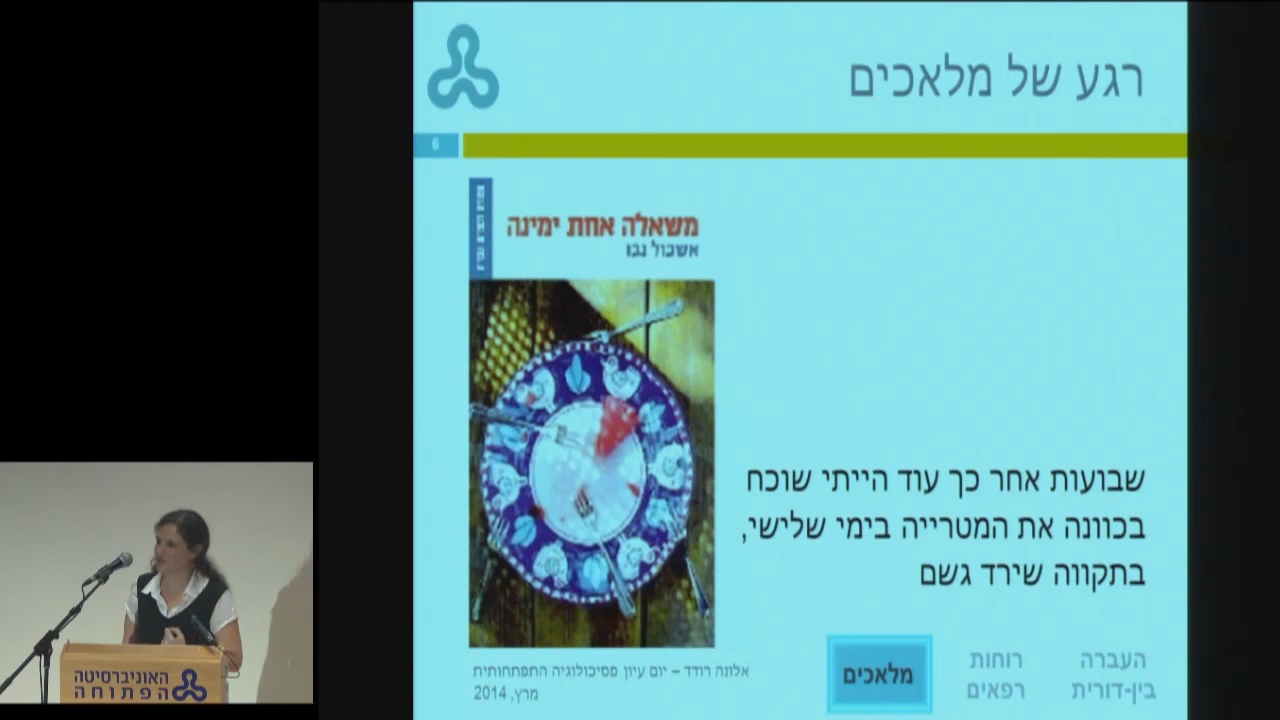 רגע של מלאכים
6
משאלה אחת ימינה
אשכול נבו
שבועות אחר כך עוד הייתי שוכח
בכוונה את המטרייה בימי שלישי,
בתקווה שירד גשם
אלונה רודד – יום עיון פסיכולוגיה התפתחותית
מרץ, 2014
העברה
בין-דורית
רוחות
רפאים
מלאכים
האוניברסיטה
הפתוחה